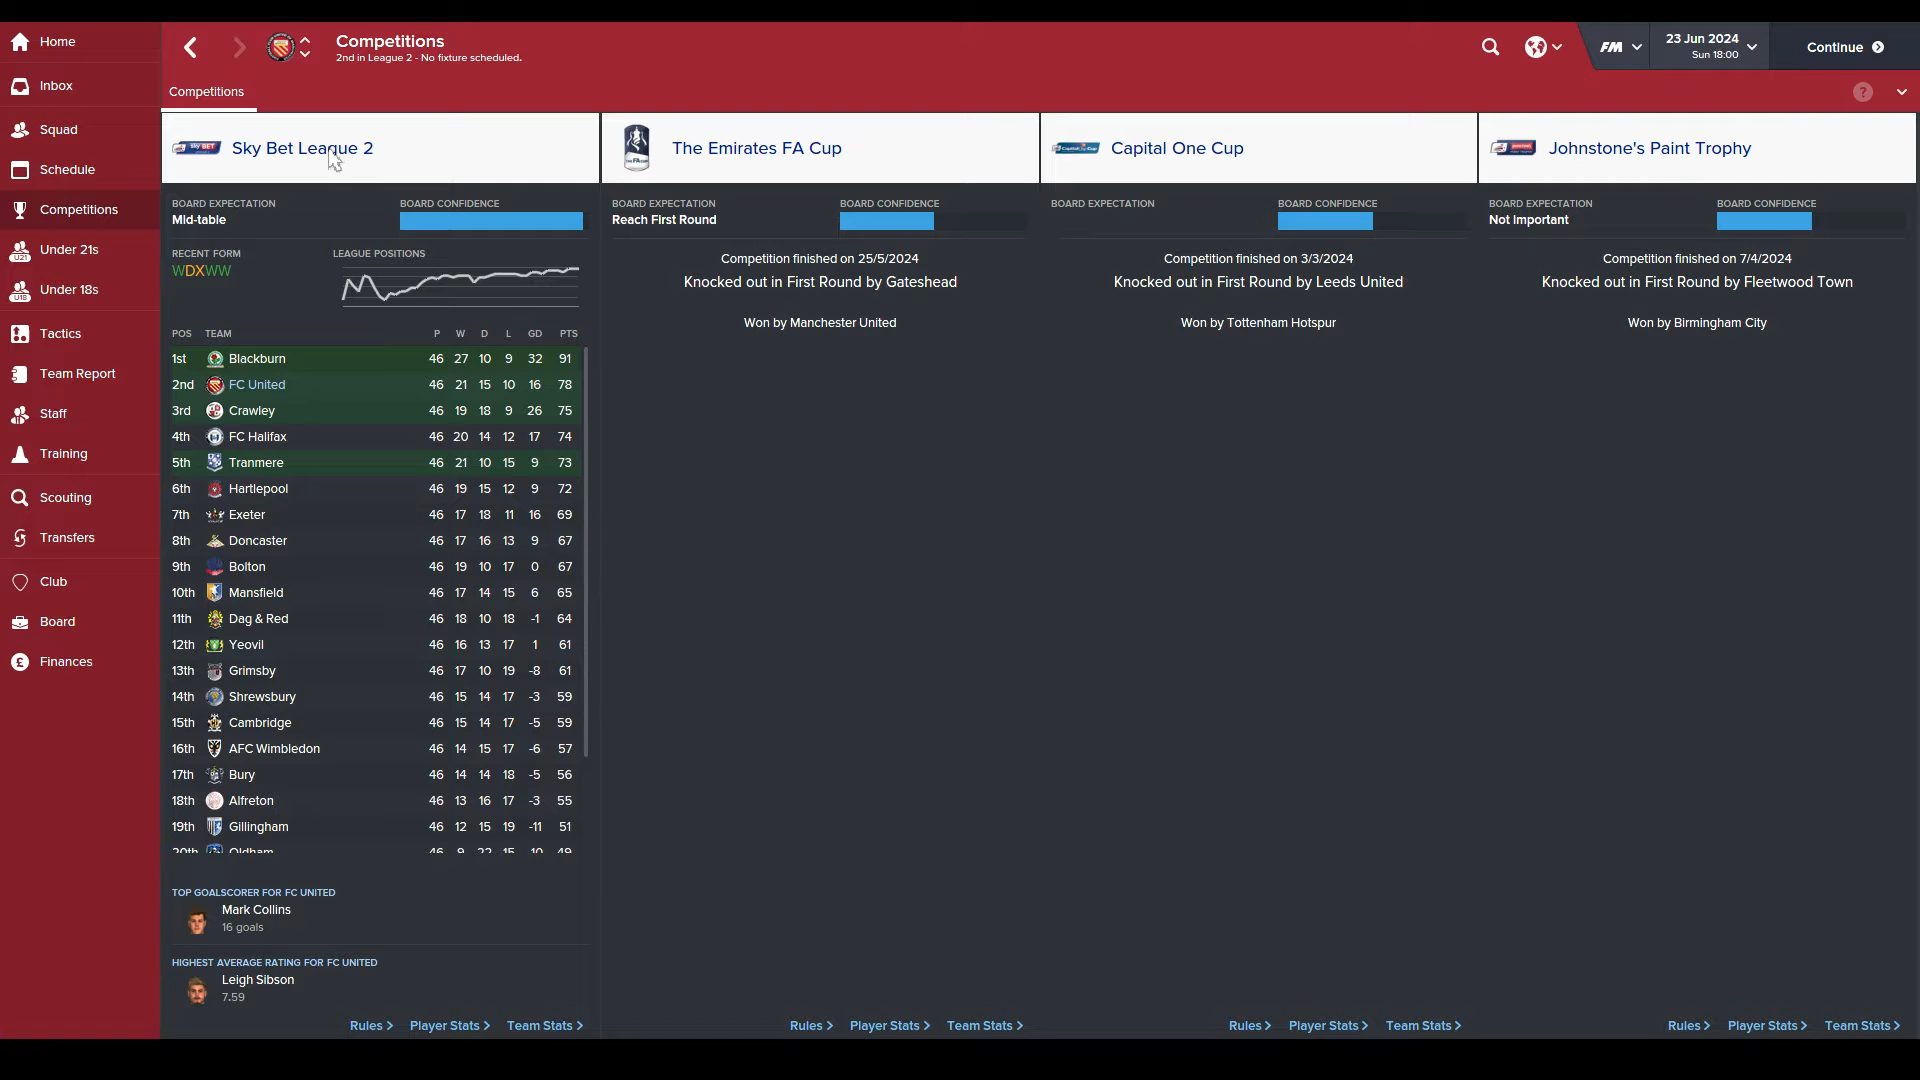 Home
Inbox
Squad
Schedule
Competitions
Under 21s
Under 18s
Tactics
Team Report
Staff
Training
Scouting
Transfers
Club
Board
Finances
Competitions
2nd in League 2 - No fixture scheduled.
FM
23 Jun 2024
Sun 18:00
Continue
Competitions
?
Sky Bet League 2
BOARD EXPECTATION
Mid-table
BOARD CONFIDENCE
RECENT FORM
WDXWW
LEAGUE POSITIONS
POS TEAM P W D L GD PTS
1st Blackburn 46 27 10 9 32 91
2nd FC United 46 21 15 10 16 78
3rd Crawley 46 19 18 9 26 75
4th FC Halifax 46 20 14 12 17 74
5th Tranmere 46 21 10 15 9 73
6th Hartlepool 46 19 15 12 9 72
7th Exeter 46 17 18 11 16 69
8th Doncaster 46 17 16 13 9 67
9th Bolton 46 19 10 17 0 67
10th Mansfield 46 17 14 15 6 65
11th Dag & Red 46 18 10 18 -1 64
12th Yeovil 46 16 13 17 1 61
13th Grimsby 46 17 10 19 -8 61
14th Shrewsbury 46 15 14 17 -3 59
15th Cambridge 46 15 14 17 -5 59
16th AFC Wimbledon 46 14 15 17 -6 57
17th Bury 46 14 14 18 -5 56
18th Alfreton 46 13 16 17 -3 55
19th Gillingham 46 12 15 19 -11 51
20th Oldham 46 9 22 15 -10 49
TOP GOALSCORER FOR FC UNITED
Mark Collins
16 goals
HIGHEST AVERAGE RATING FOR FC UNITED
Leigh Sibson
7.59
Rules Player Stats Team Stats
The Emirates FA Cup
BOARD EXPECTATION
Reach First Round
BOARD CONFIDENCE
Competition finished on 25/5/2024
Knocked out in First Round by Gateshead
Won by Manchester United
Rules Player Stats Team Stats
Capital One Cup
BOARD EXPECTATION
BOARD CONFIDENCE
Competition finished on 3/3/2024
Knocked out in First Round by Leeds United
Won by Tottenham Hotspur
Rules Player Stats Team Stats
Johnstone's Paint Trophy
BOARD EXPECTATION
Not Important
BOARD CONFIDENCE
Competition finished on 7/4/2024
Knocked out in First Round by Fleetwood Town
Won by Birmingham City
Rules Player Stats Team Stats